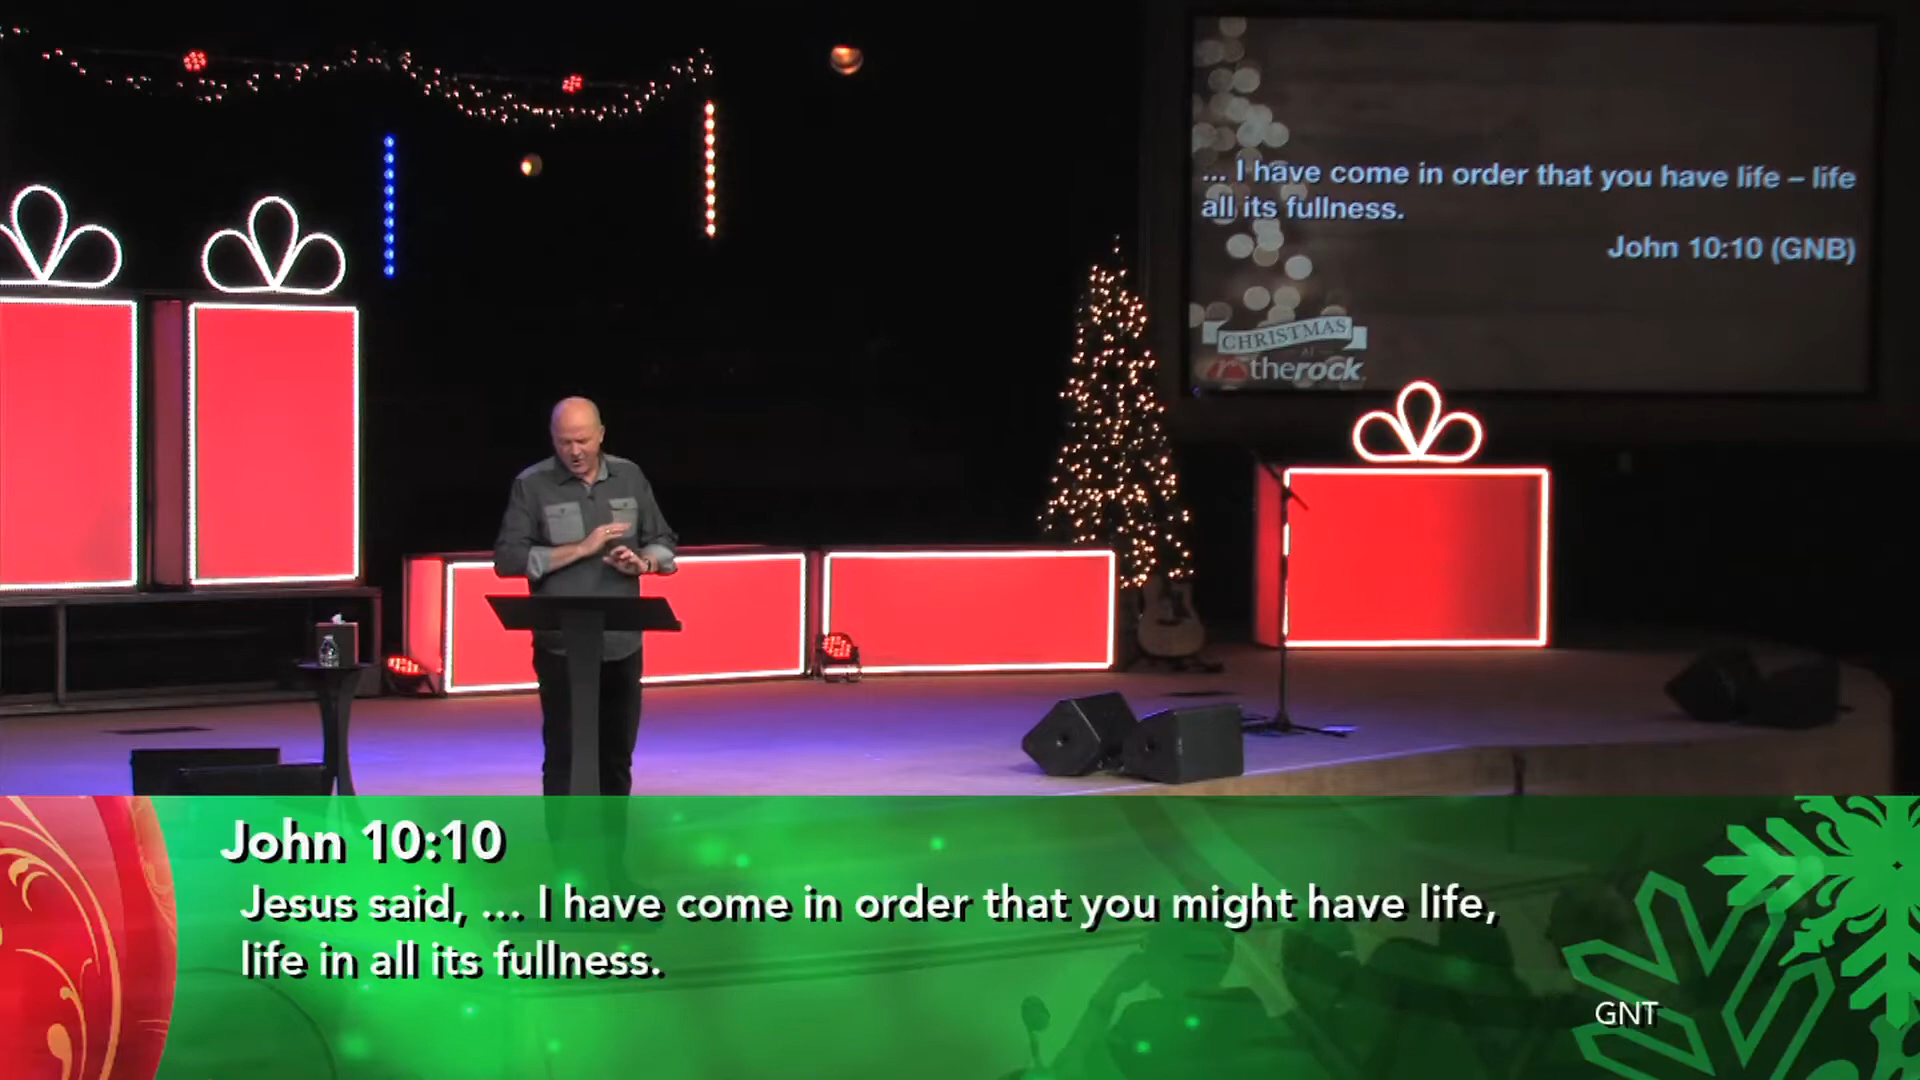 ... I have come in order that you have life – life
all its fullness.
John 10:10 (GNB)
CHRISTMAS
AT
therock
John 10:10
Jesus said, ... I have come in order that you might have life,
life in all its fullness.
GNT